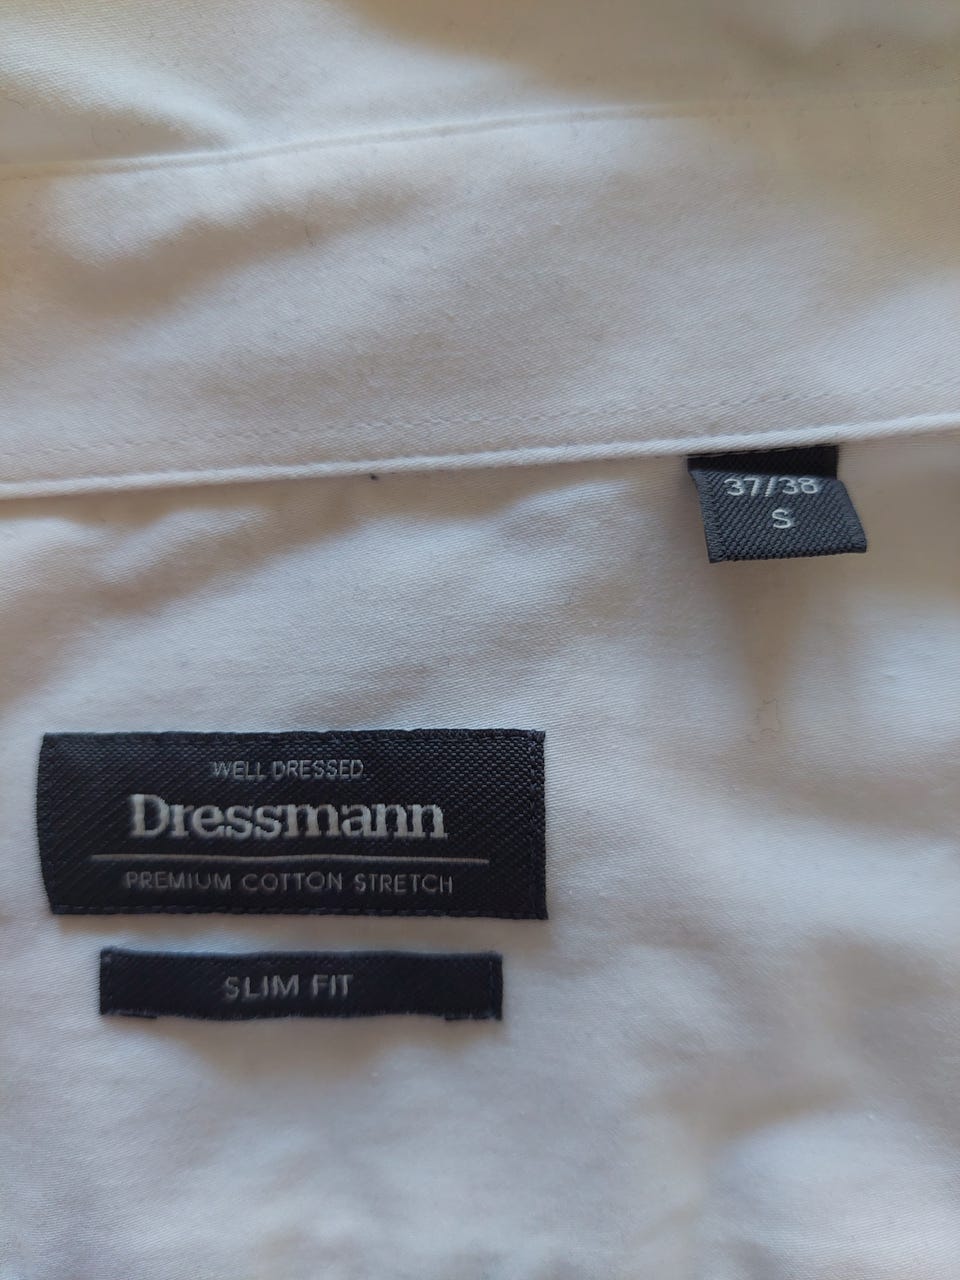 37/38
S
WELL DRESSED
Dressmann
PREMIUM COTTON STRETCH
SLIM FIT